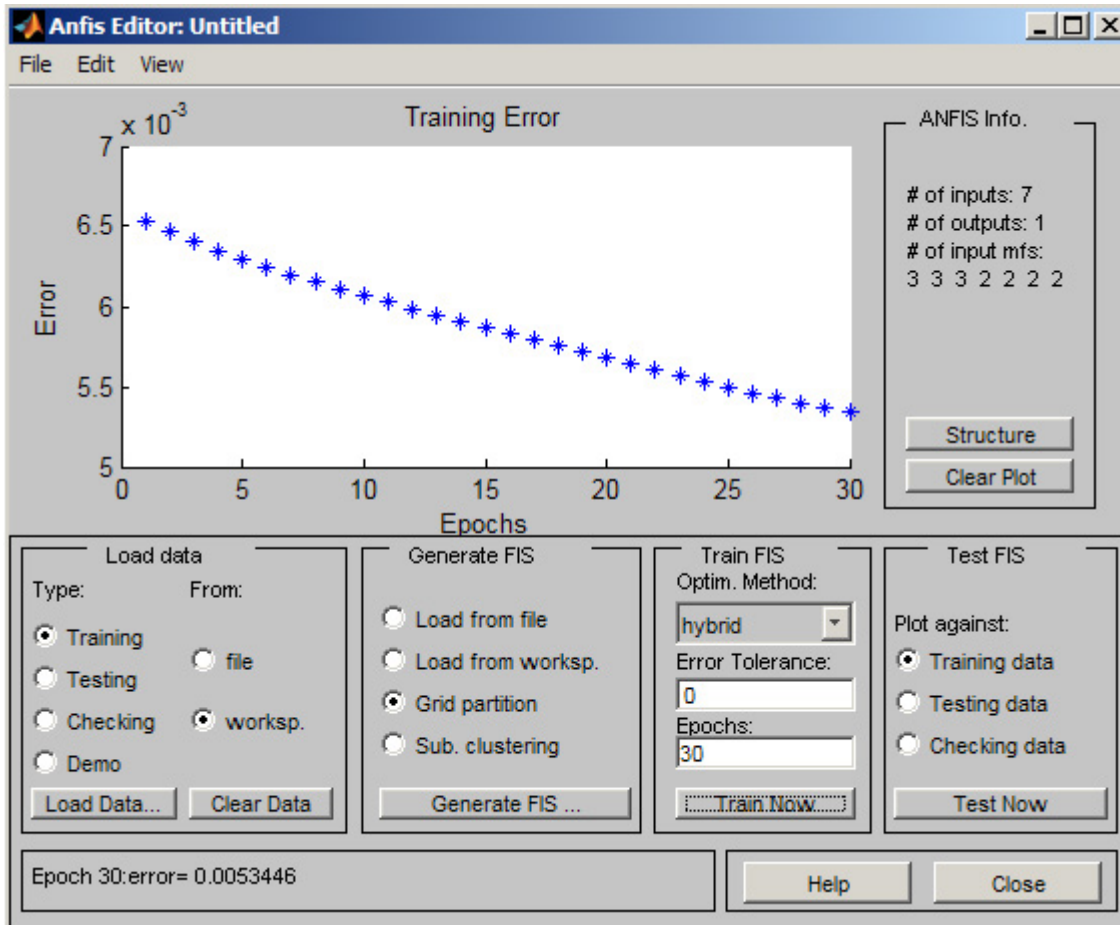 Anfis Editor: Untitled
File Edit View
x 10-3
Training Error
7
6.5
6
5.5
5
Error
0 5 10 15 20 25 30
Epochs
ANFIS Info.
# of inputs: 7
# of outputs: 1
# of input mfs:
3 3 3 2 2 2 2
Structure
Clear Plot
Load data
Type: From:
Training
Testing
Checking
Demo
file
worksp.
Load Data... Clear Data
Generate FIS
Load from file
Load from worksp.
Grid partition
Sub. clustering
Generate FIS ...
Train FIS
Optim. Method:
hybrid
Error Tolerance:
0
Epochs:
30
Train Now
Test FIS
Plot against:
Training data
Testing data
Checking data
Test Now
Epoch 30:error= 0.0053446
Help Close